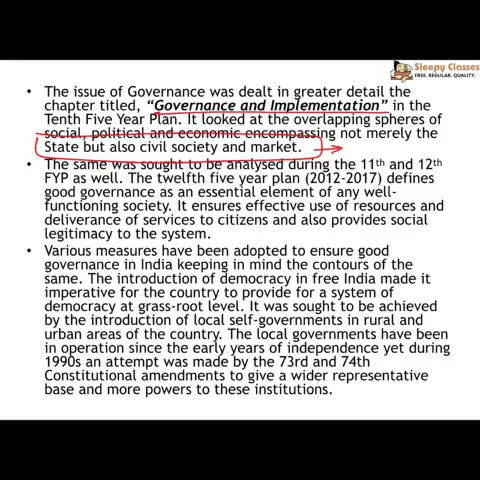 Sleepy Classes
FREE. REGULAR. QUALITY.
• The issue of Governance was dealt in greater detail the
chapter titled, “Governance and Implementation” in the
Tenth Five Year Plan. It looked at the overlapping spheres of
social, political and economic encompassing not merely the
State but also civil society and market.
• The same was sought to be analysed during the 11th and 12th
FYP as well. The twelfth five year plan (2012-2017) defines
good governance as an essential element of any well-
functioning society. It ensures effective use of resources and
deliverance of services to citizens and also provides social
legitimacy to the system.
• Various measures have been adopted to ensure good
governance in India keeping in mind the contours of the
same. The introduction of democracy in free India made it
imperative for the country to provide for a system of
democracy at grass-root level. It was sought to be achieved
by the introduction of local self-governments in rural and
urban areas of the country. The local governments have been
in operation since the early years of independence yet during
1990s an attempt was made by the 73rd and 74th
Constitutional amendments to give a wider representative
base and more powers to these institutions.